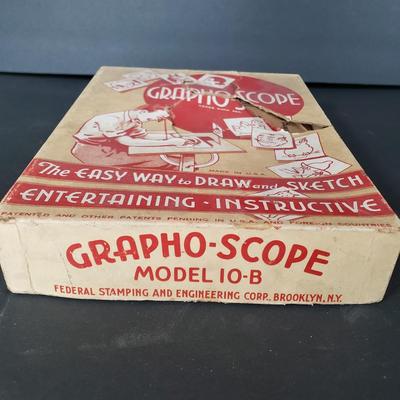 GRAPHO-SCOPE
MADE IN U.S.A.
The EASY WAY to DRAW and SKETCH
ENTERTAINING · INSTRUCTIVE
PATENTED AND OTHER PATENTS PENDING IN U.S.A. AND FOREIGN COUNTRIES
GRAPHO-SCOPE
MODEL 10-B
FEDERAL STAMPING AND ENGINEERING CORP., BROOKLYN, N.Y.